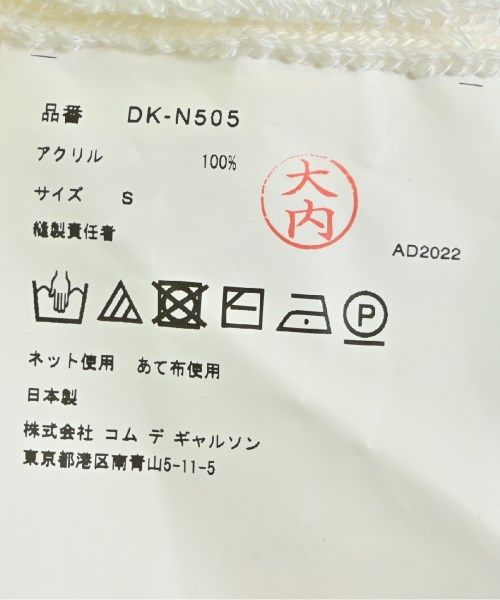 品番 DK-N505
アクリル 100%
サイズ S
縫製責任者
大内
AD2022
P
ネット使用 あて布使用
日本製
株式会社 コム デ ギャルソン
東京都港区南青山5-11-5